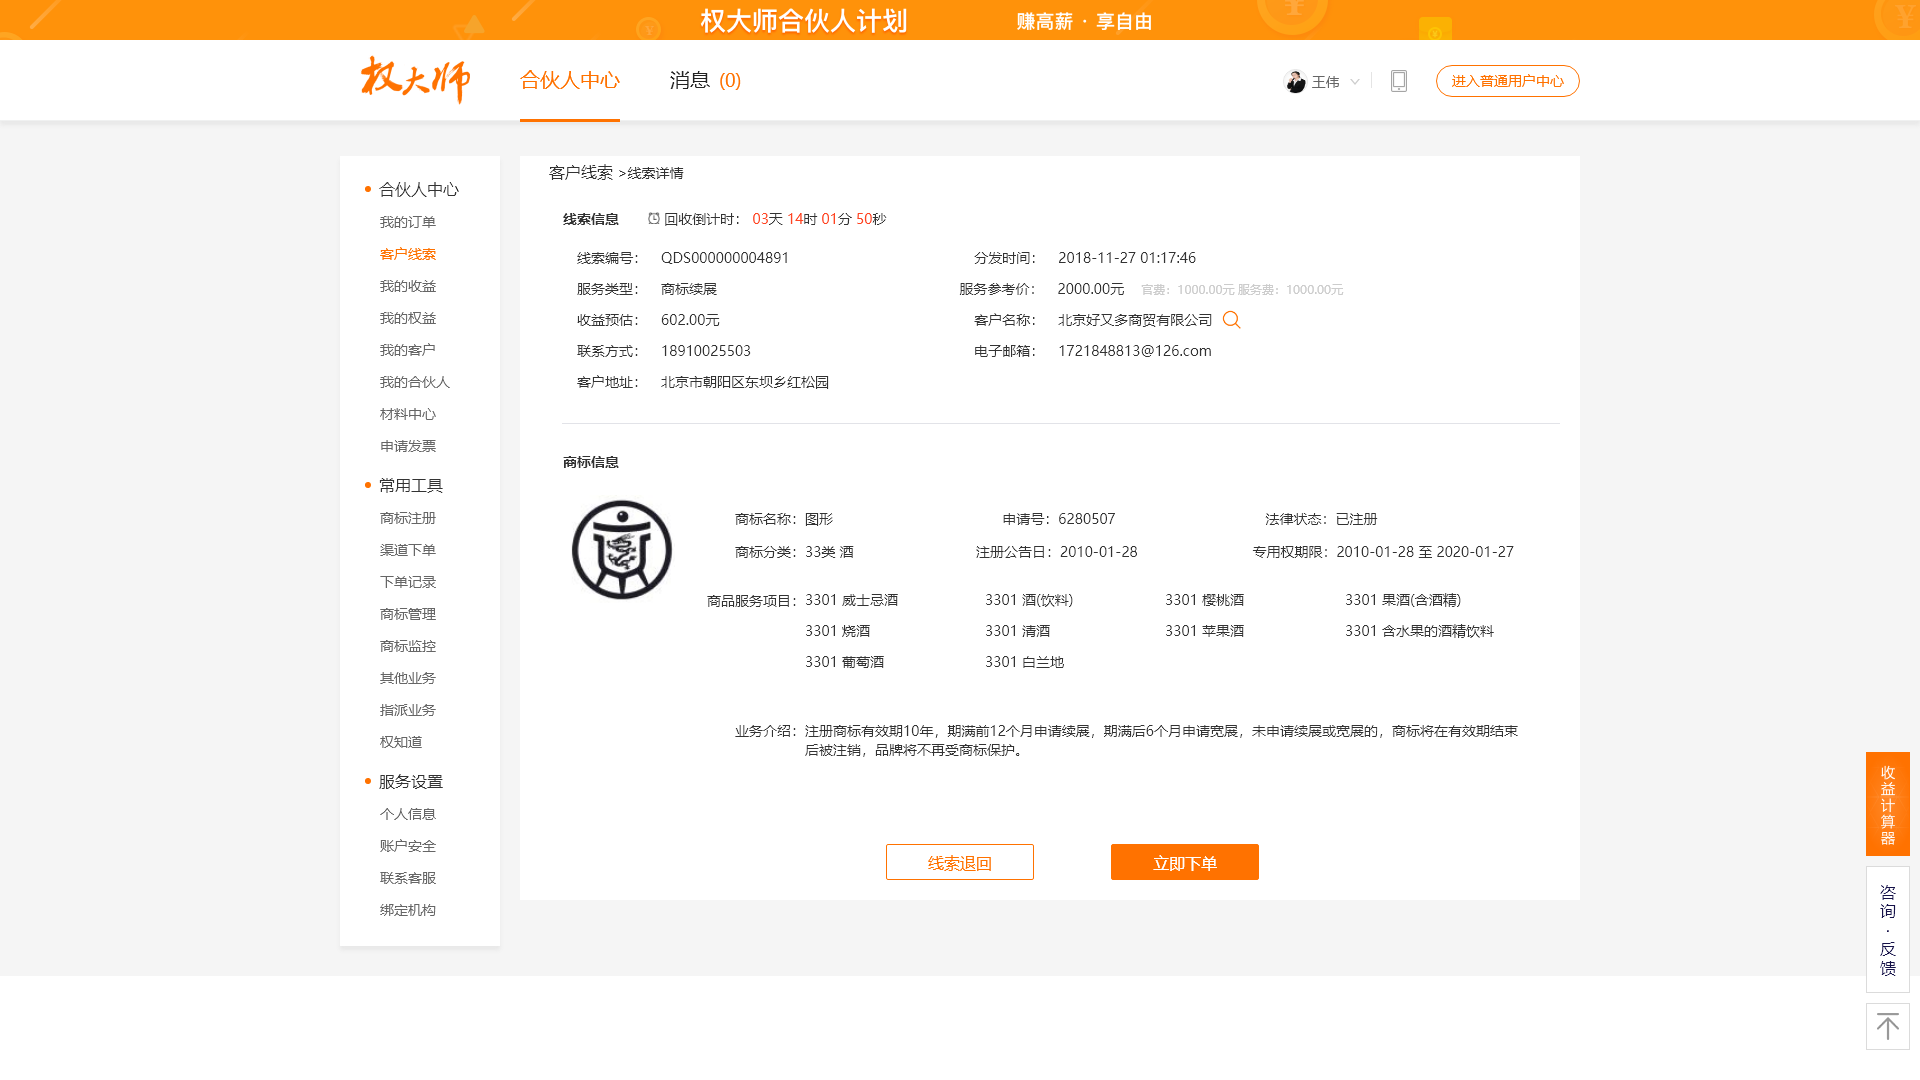 权大师合伙人计划 赚高薪 · 享自由
权大师 合伙人中心 消息 (0) 王伟 进入普通用户中心
合伙人中心
我的订单
客户线索
我的收益
我的权益
我的客户
我的合伙人
材料中心
申请发票
常用工具
商标注册
渠道下单
下单记录
商标管理
商标监控
其他业务
指派业务
权知道
服务设置
个人信息
账户安全
联系客服
绑定机构
客户线索 >线索详情
线索信息 回收倒计时： 03天 14时 01分 50秒
线索编号： QDS000000004891 分发时间： 2018-11-27 01:17:46
服务类型： 商标续展 服务参考价： 2000.00元 官费：1000.00元 服务费：1000.00元
收益预估： 602.00元 客户名称： 北京好又多商贸有限公司
联系方式： 18910025503 电子邮箱： 1721848813@126.com
客户地址： 北京市朝阳区东坝乡红松园
商标信息
商标名称：图形 申请号：6280507 法律状态：已注册
商标分类：33类 酒 注册公告日：2010-01-28 专用权期限：2010-01-28 至 2020-01-27
商品服务项目：3301 威士忌酒 3301 酒(饮料) 3301 樱桃酒 3301 果酒(含酒精)
3301 烧酒 3301 清酒 3301 苹果酒 3301 含水果的酒精饮料
3301 葡萄酒 3301 白兰地
业务介绍：注册商标有效期10年，期满前12个月申请续展，期满后6个月申请宽展，未申请续展或宽展的，商标将在有效期结束
后被注销，品牌将不再受商标保护。
线索退回 立即下单
收益计算器
咨询·反馈